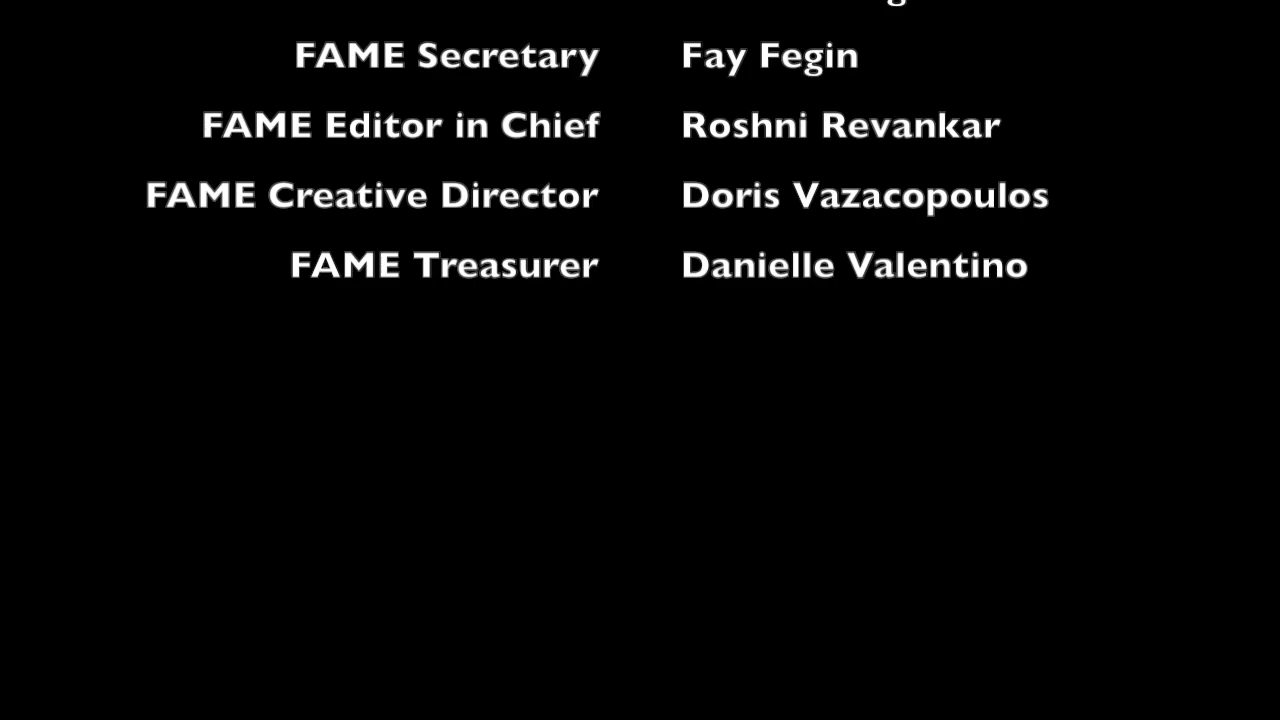 FAME Secretary Fay Fegin
FAME Editor in Chief Roshni Revankar
FAME Creative Director Doris Vazacopoulos
FAME Treasurer Danielle Valentino